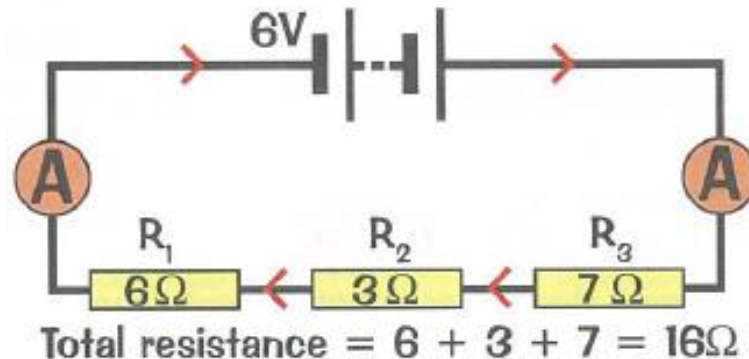 6V
A
A
R₁
R₂
R₃
6Ω
3Ω
7Ω
Total resistance = 6 + 3 + 7 = 16Ω